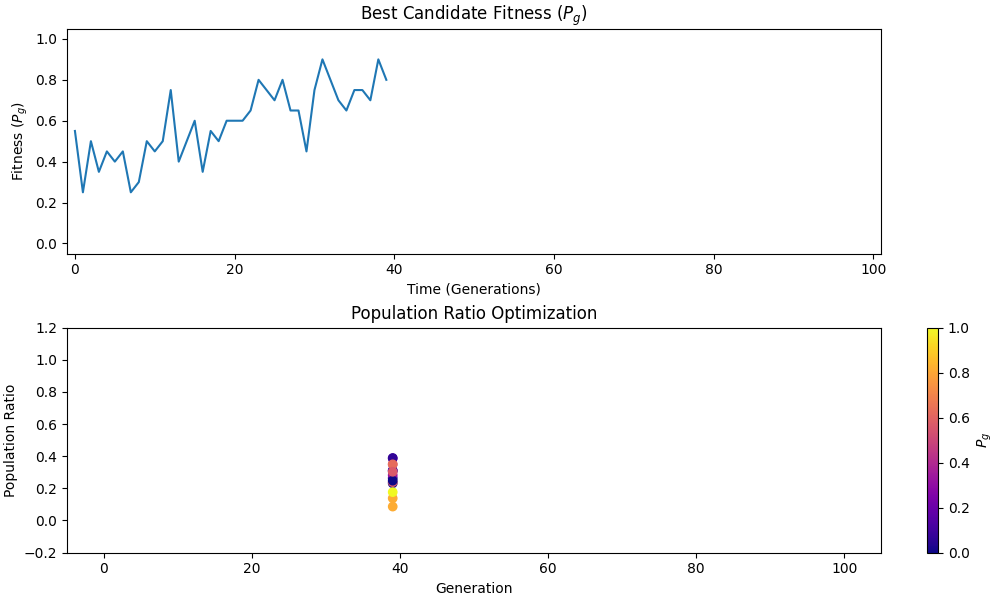 Best Candidate Fitness (P_g)
1.0
0.8
0.6
0.4
0.2
0.0
Fitness (P_g)
0 20 40 60 80 100
Time (Generations)
Population Ratio Optimization
1.2
1.0
0.8
0.6
0.4
0.2
0.0
−0.2
Population Ratio
0 20 40 60 80 100
Generation
1.0
0.8
0.6
0.4
0.2
0.0
P_g